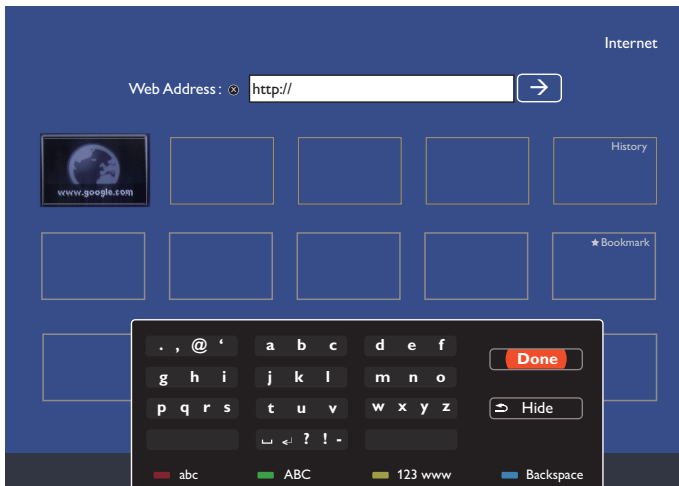 Internet
Web Address : ⊗ http:// →
History
www.google.com
★ Bookmark
. , @ ‘ a b c d e f
Done
g h i j k l m n o
p q r s t u v w x y z Hide
␣ ↵ ? ! -
abc ABC 123 www Backspace